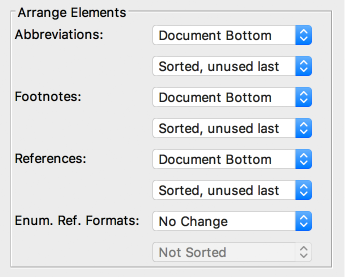 Arrange Elements
Abbreviations: Document Bottom
Sorted, unused last
Footnotes: Document Bottom
Sorted, unused last
References: Document Bottom
Sorted, unused last
Enum. Ref. Formats: No Change
Not Sorted